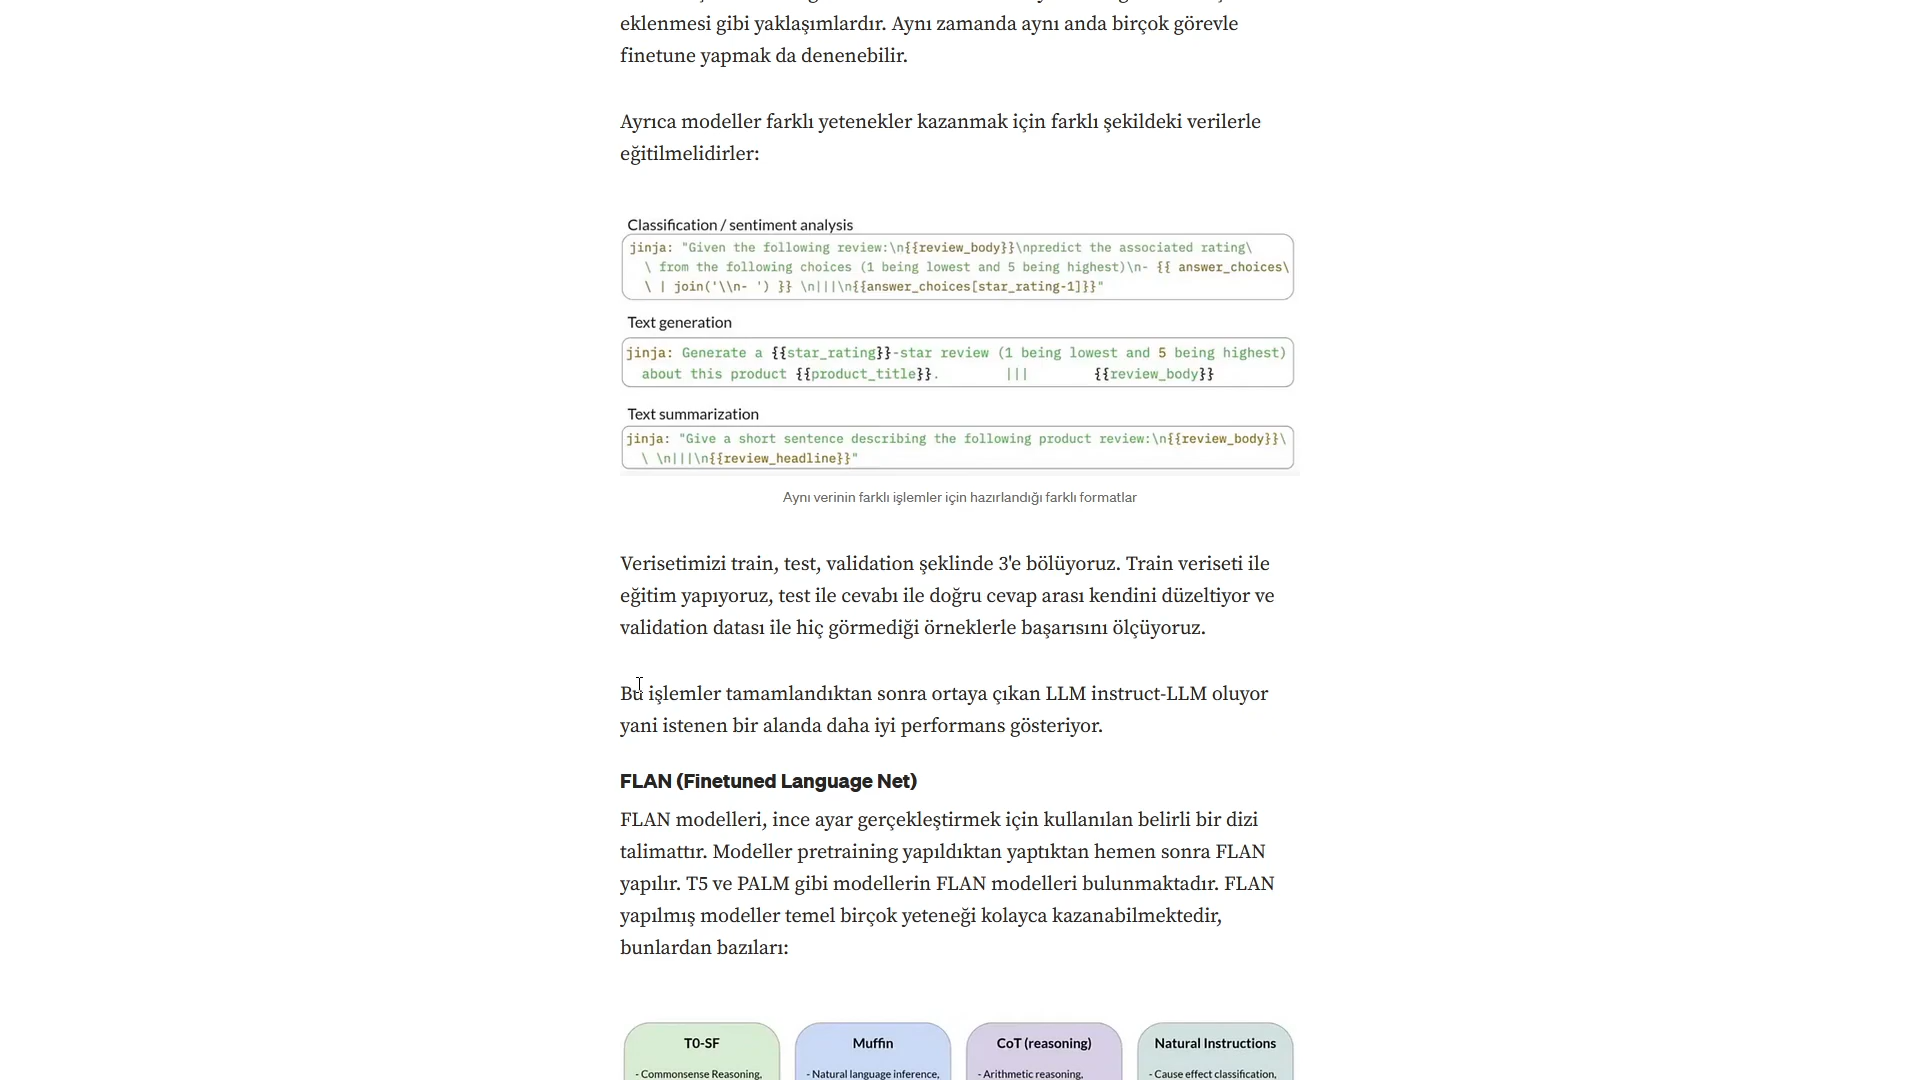 eklenmesi gibi yaklaşımlardır. Aynı zamanda aynı anda birçok görevle
finetune yapmak da denenebilir.
Ayrıca modeller farklı yetenekler kazanmak için farklı şekildeki verilerle
eğitilmelidirler:
Classification / sentiment analysis
jinja: "Given the following review:\n{{review_body}}\npredict the associated rating\
\ from the following choices (1 being lowest and 5 being highest)\n- {{ answer_choices\
\ | join('\\n- ') }} \n|||\n{{answer_choices[star_rating-1]}}"
Text generation
jinja: Generate a {{star_rating}}-star review (1 being lowest and 5 being highest)
about this product {{product_title}}. ||| {{review_body}}
Text summarization
jinja: "Give a short sentence describing the following product review:\n{{review_body}}\
\ \n|||\n{{review_headline}}"
Aynı verinin farklı işlemler için hazırlandığı farklı formatlar
Verisetimizi train, test, validation şeklinde 3'e bölüyoruz. Train veriseti ile
eğitim yapıyoruz, test ile cevabı ile doğru cevap arası kendini düzeltiyor ve
validation datası ile hiç görmediği örneklerle başarısını ölçüyoruz.
Bu işlemler tamamlandıktan sonra ortaya çıkan LLM instruct-LLM oluyor
yani istenen bir alanda daha iyi performans gösteriyor.
FLAN (Finetuned Language Net)
FLAN modelleri, ince ayar gerçekleştirmek için kullanılan belirli bir dizi
talimattır. Modeller pretraining yapıldıktan yaptıktan hemen sonra FLAN
yapılır. T5 ve PALM gibi modellerin FLAN modelleri bulunmaktadır. FLAN
yapılmış modeller temel birçok yeteneği kolayca kazanabilmektedir,
bunlardan bazıları:
T0-SF
- Commonsense Reasoning,
Muffin
- Natural language inference,
CoT (reasoning)
- Arithmetic reasoning,
Natural Instructions
- Cause effect classification,